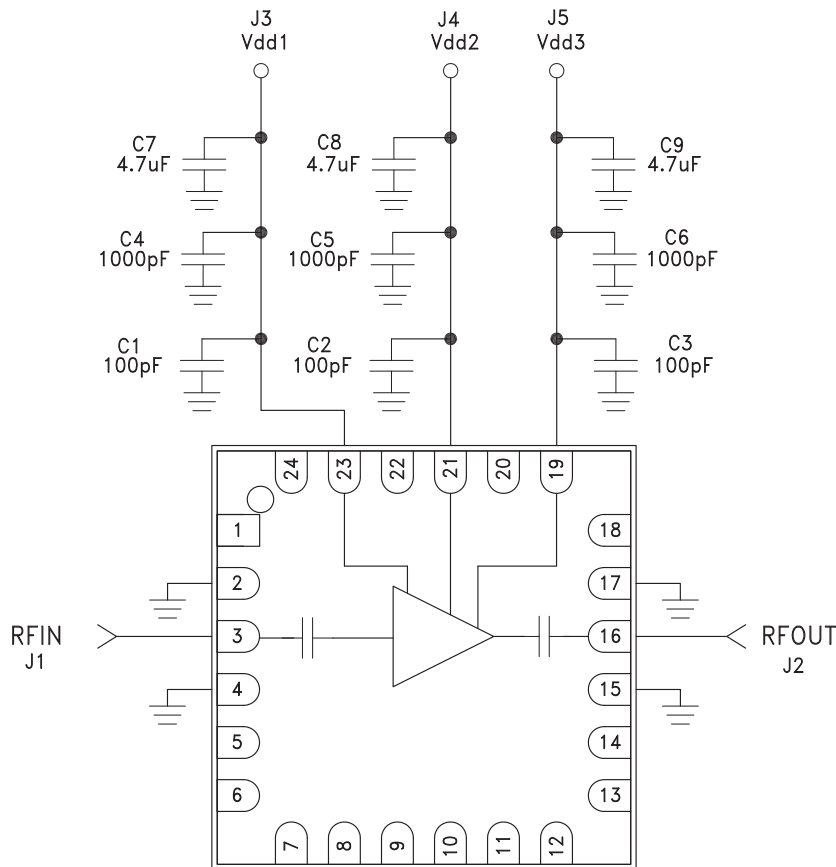 J3
Vdd1
J4
Vdd2
J5
Vdd3
C7
4.7uF
C8
4.7uF
C9
4.7uF
C4
1000pF
C5
1000pF
C6
1000pF
C1
100pF
C2
100pF
C3
100pF
24
23
22
21
20
19
1
18
2
17
RFIN
J1
3
16
RFOUT
J2
4
15
5
14
6
13
7
8
9
10
11
12